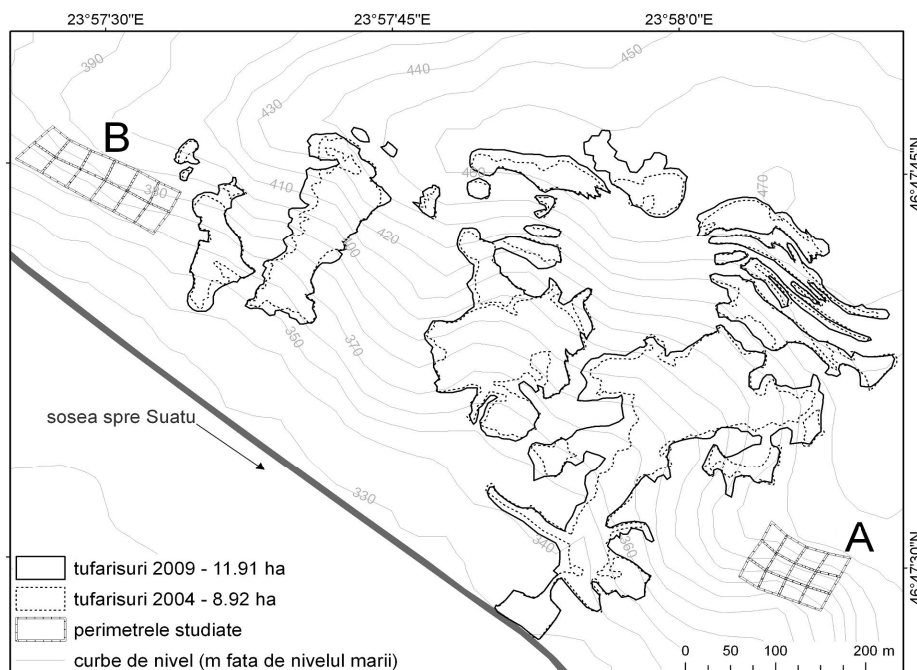 23°57'30"E 23°57'45"E 23°58'0"E
390
440
450
430
B
46°47'45"N
380
410
450
470
420
400
350
370
sosea spre Suatu
330
340
360
A
46°47'30"N
tufarisuri 2009 - 11.91 ha
tufarisuri 2004 - 8.92 ha
perimetrele studiate
curbe de nivel (m fata de nivelul marii)
0 50 100 200 m